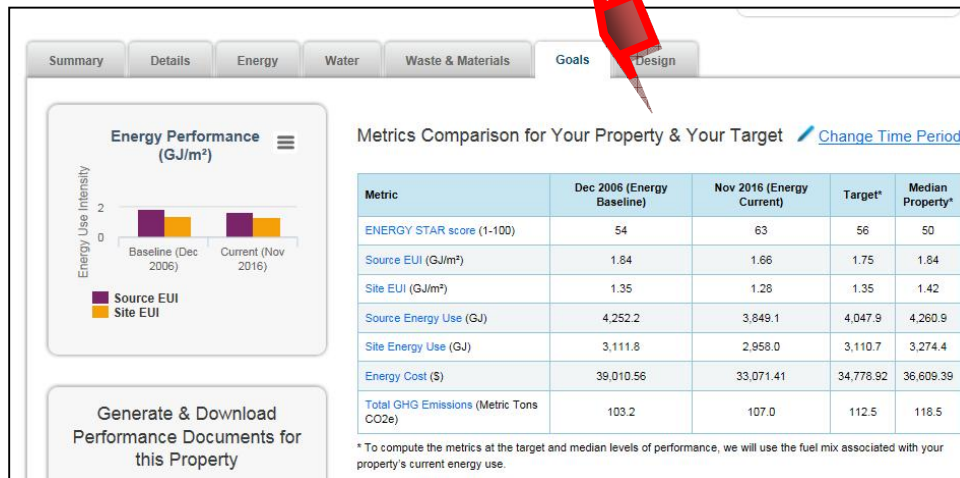 Summary Details Energy Water Waste & Materials Goals Design
Energy Performance
(GJ/m²)
Energy Use Intensity
2
0
Baseline (Dec
2006)
Current (Nov
2016)
Source EUI
Site EUI
Generate & Download
Performance Documents for
this Property
Metrics Comparison for Your Property & Your Target Change Time Period
Metric Dec 2006 (Energy Baseline) Nov 2016 (Energy Current) Target* Median Property*
ENERGY STAR score (1-100) 54 63 56 50
Source EUI (GJ/m²) 1.84 1.66 1.75 1.84
Site EUI (GJ/m²) 1.35 1.28 1.35 1.42
Source Energy Use (GJ) 4,252.2 3,849.1 4,047.9 4,260.9
Site Energy Use (GJ) 3,111.8 2,958.0 3,110.7 3,274.4
Energy Cost ($) 39,010.56 33,071.41 34,778.92 36,609.39
Total GHG Emissions (Metric Tons CO2e) 103.2 107.0 112.5 118.5
* To compute the metrics at the target and median levels of performance, we will use the fuel mix associated with your
property's current energy use.